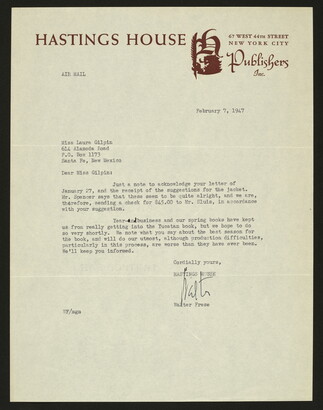 HASTINGS HOUSE
67 WEST 44TH STREET
NEW YORK CITY
Publishers
Inc.
AIR MAIL
February 7, 1947
Miss Laura Gilpin
614 Alameda Road
P.O. Box 1173
Santa Fe, New Mexico
Dear Miss Gilpin:
Just a note to acknowledge your letter of
January 27, and the receipt of the suggestions for the jacket.
Mr. Spencer says that these seem to be quite alright, and we are,
therefore, sending a check for $45.00 to Mr. in accordance
with your suggestion.
Year business and our spring books have kept
us from really getting into the Yucatan book, but we hope to do
so very shortly. We note what you say about the best season for
the book, and will do our utmost, although production difficulties,
particularly in this process, are worse than they have ever been.
We'll keep you informed.
Cordially yours,
HASTINGS HOUSE
Walter
Walter Frese
WF/mgm